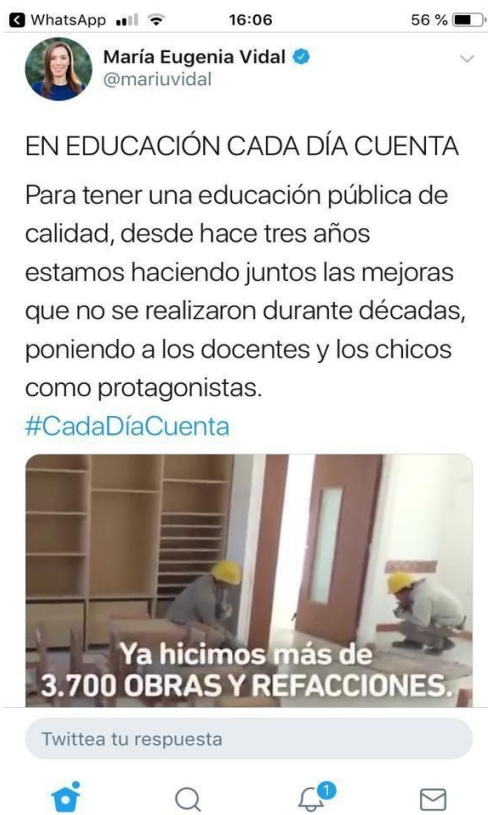 WhatsApp 16:06 56 %
María Eugenia Vidal
@mariuvidal
EN EDUCACIÓN CADA DÍA CUENTA
Para tener una educación pública de
calidad, desde hace tres años
estamos haciendo juntos las mejoras
que no se realizaron durante décadas,
poniendo a los docentes y los chicos
como protagonistas.
#CadaDíaCuenta
Ya hicimos más de
3.700 OBRAS Y REFACCIONES.
Twittea tu respuesta
1